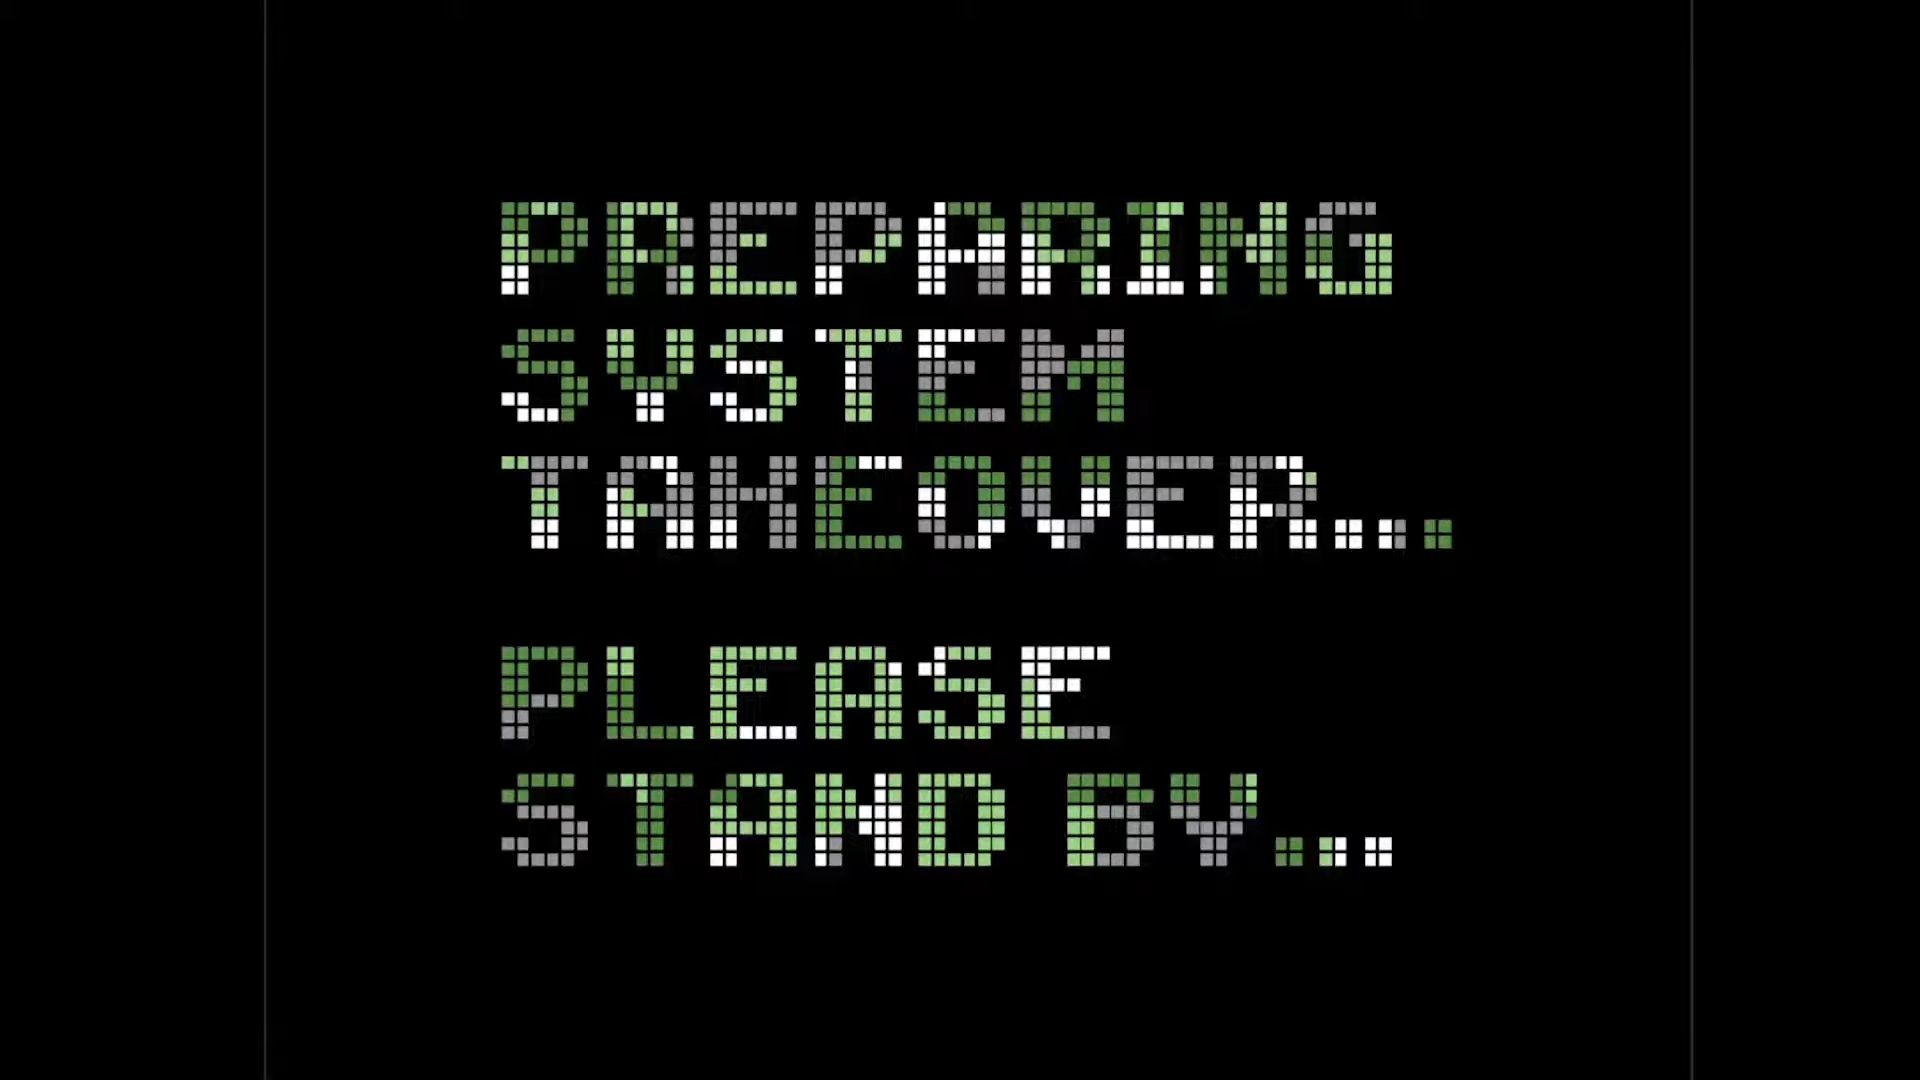 PREPARING
SYSTEM
TAKEOVER...
PLEASE
STAND BY...